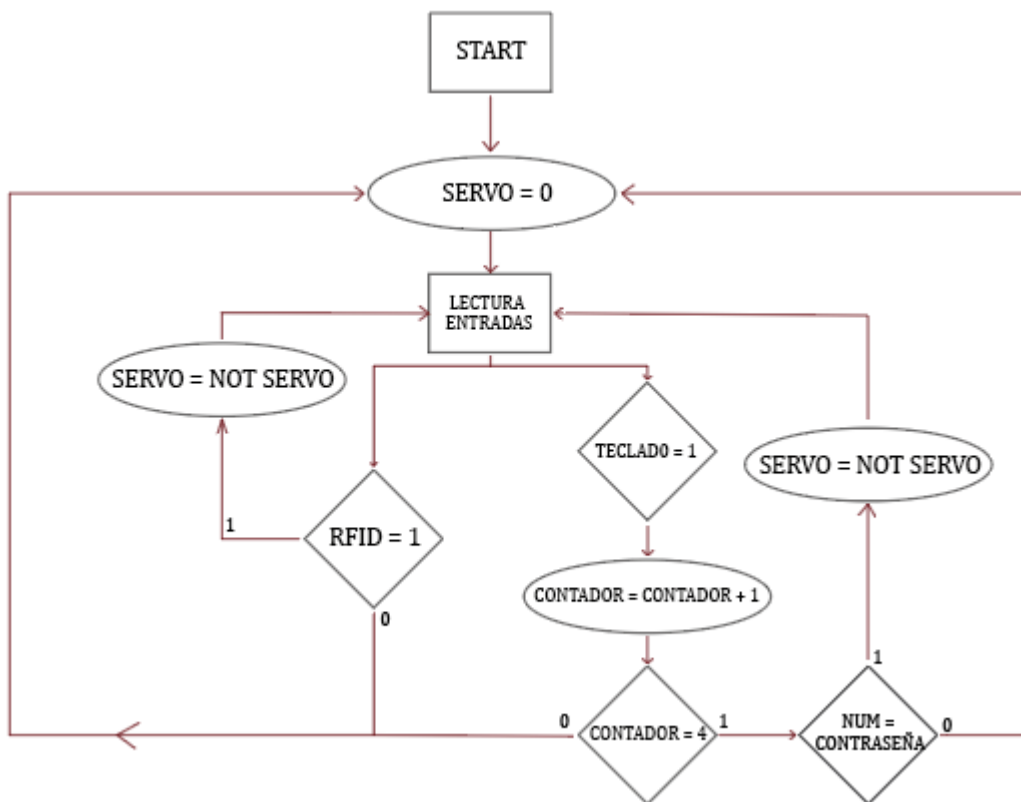 START
SERVO = 0
LECTURA
ENTRADAS
SERVO = NOT SERVO
TECLAD0 = 1
SERVO = NOT SERVO
1
RFID = 1
CONTADOR = CONTADOR + 1
0
1
0
CONTADOR = 4
1
NUM =
CONTRASEÑA
0